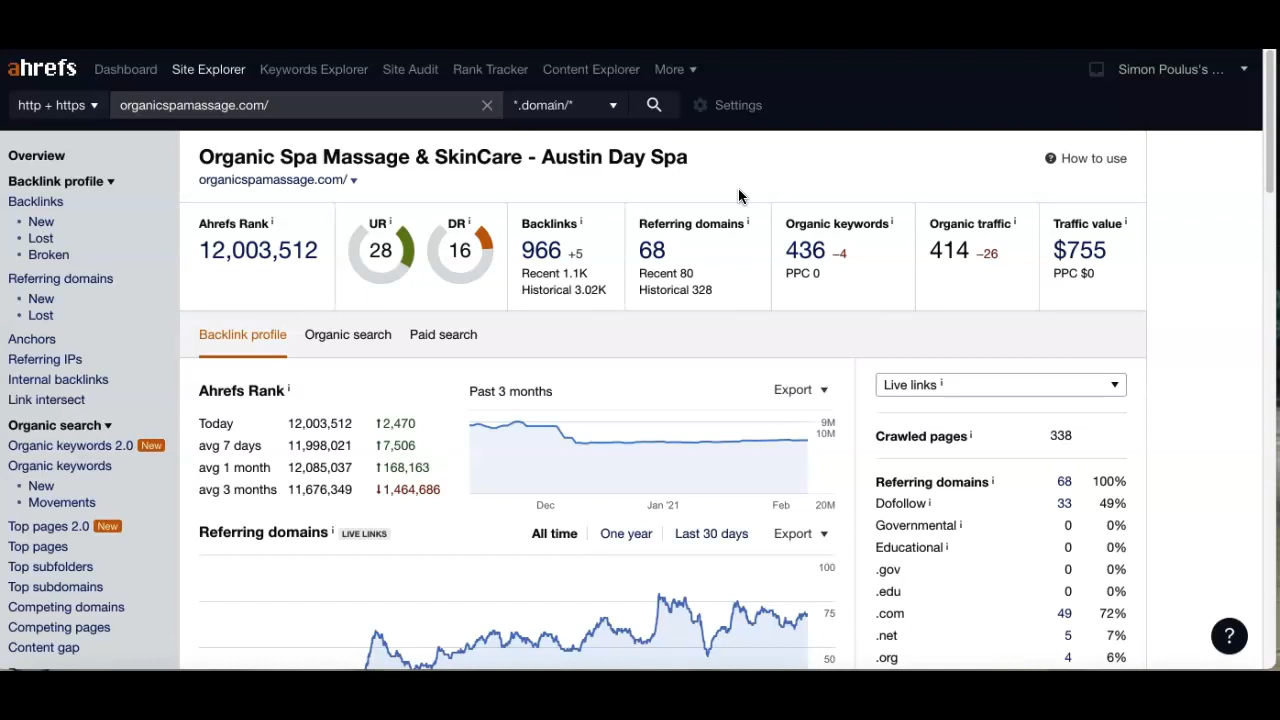 ahrefs Dashboard Site Explorer Keywords Explorer Site Audit Rank Tracker Content Explorer More Simon Poulus's ...
http + https organicspamassage.com/ *.domain/* Settings
Overview
Backlink profile
Backlinks
• New
• Lost
• Broken
Referring domains
• New
• Lost
Anchors
Referring IPs
Internal backlinks
Link intersect
Organic search
Organic keywords 2.0 New
Organic keywords
• New
• Movements
Top pages 2.0 New
Top pages
Top subfolders
Top subdomains
Competing domains
Competing pages
Content gap
Organic Spa Massage & SkinCare - Austin Day Spa
How to use
organicspamassage.com/
Ahrefs Rank i
12,003,512
UR i
28
DR i
16
Backlinks i
966 +5
Recent 1.1K
Historical 3.02K
Referring domains i
68
Recent 80
Historical 328
Organic keywords i
436 -4
PPC 0
Organic traffic i
414 -26
Traffic value i
$755
PPC $0
Backlink profile Organic search Paid search
Ahrefs Rank i
Today 12,003,512 ↑2,470
avg 7 days 11,998,021 ↑7,506
avg 1 month 12,085,037 ↑168,163
avg 3 months 11,676,349 ↓1,464,686
Past 3 months Export
9M
10M
Dec Jan '21 Feb 20M
Referring domains i LIVE LINKS All time One year Last 30 days Export
100
75
50
Live links i
Crawled pages i 338
Referring domains i 68 100%
Dofollow i 33 49%
Governmental i 0 0%
Educational i 0 0%
.gov 0 0%
.edu 0 0%
.com 49 72%
.net 5 7%
.org 4 6%
?